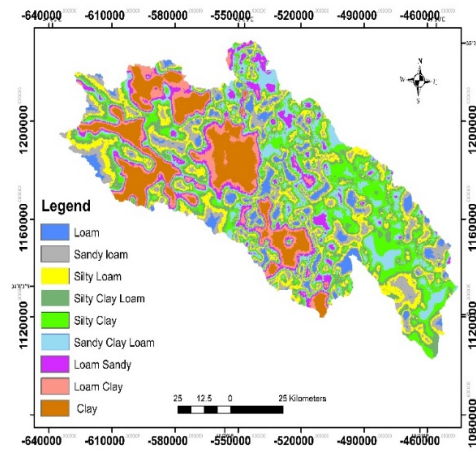 -640000 -610000 -580000 -550000 -520000 -490000 -460000
1200000
1160000
1120000
1080000
1200000
1160000
1120000
1080000
N
W E
S
Legend
Loam
Sandy loam
Silty Loam
Silty Clay Loam
Silty Clay
Sandy Clay Loam
Loam Sandy
Loam Clay
Clay
25 12.5 0 25 Kilometers
-640000 -610000 -580000 -550000 -520000 -490000 -460000